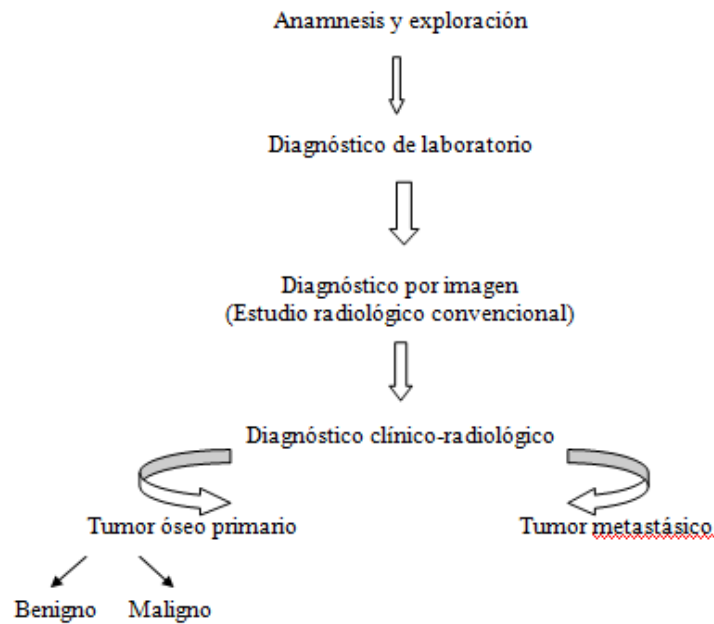 Anamnesis y exploración
Diagnóstico de laboratorio
Diagnóstico por imagen
(Estudio radiológico convencional)
Diagnóstico clínico-radiológico
Tumor óseo primario
Tumor metastásico
Benigno
Maligno